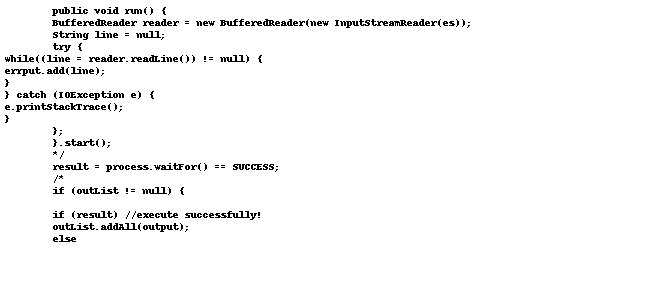 public void run() {
BufferedReader reader = new BufferedReader(new InputStreamReader(es));
String line = null;
try {
while((line = reader.readLine()) != null) {
errput.add(line);
}
} catch (IOException e) {
e.printStackTrace();
}
};
}.start();
*/
result = process.waitFor() == SUCCESS;
/*
if (outList != null) {
if (result) //execute successfully!
outList.addAll(output);
else